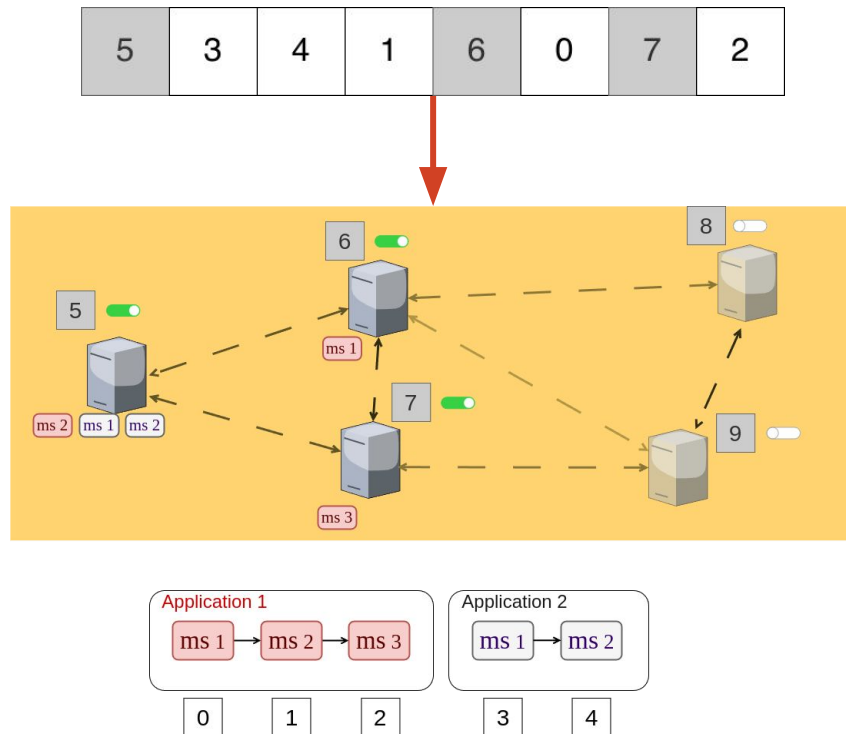 5 3 4 1 6 0 7 2
8
6
5
ms 1
7
9
ms 2 ms 1 ms 2
ms 3
Application 1 Application 2
ms 1 ms 2 ms 3 ms 1 ms 2
0 1 2 3 4